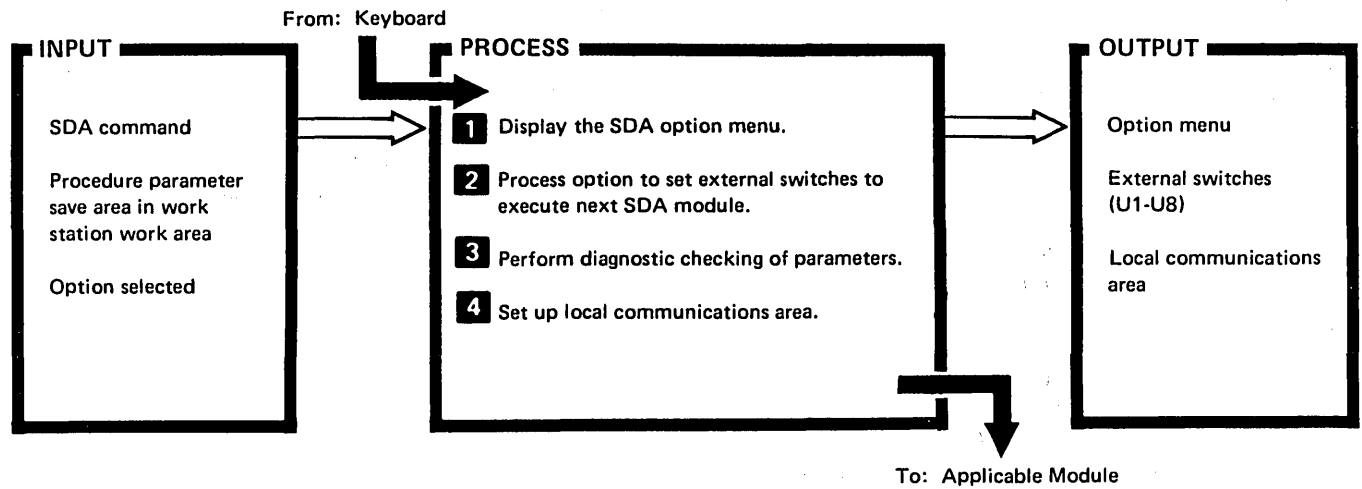 From: Keyboard
INPUT
SDA command
Procedure parameter
save area in work
station work area
Option selected
PROCESS
1 Display the SDA option menu.
2 Process option to set external switches to
execute next SDA module.
3 Perform diagnostic checking of parameters.
4 Set up local communications area.
OUTPUT
Option menu
External switches
(U1-U8)
Local communications
area
To: Applicable Module